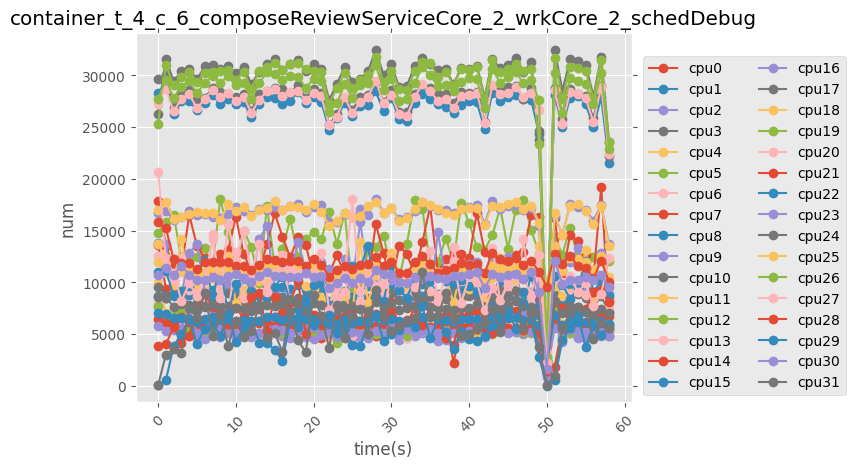 container_t_4_c_6_composeReviewServiceCore_2_wrkCore_2_schedDebug
num
30000
25000
20000
15000
10000
5000
0
0
10
20
30
40
50
60
time(s)
cpu0
cpu1
cpu2
cpu3
cpu4
cpu5
cpu6
cpu7
cpu8
cpu9
cpu10
cpu11
cpu12
cpu13
cpu14
cpu15
cpu16
cpu17
cpu18
cpu19
cpu20
cpu21
cpu22
cpu23
cpu24
cpu25
cpu26
cpu27
cpu28
cpu29
cpu30
cpu31